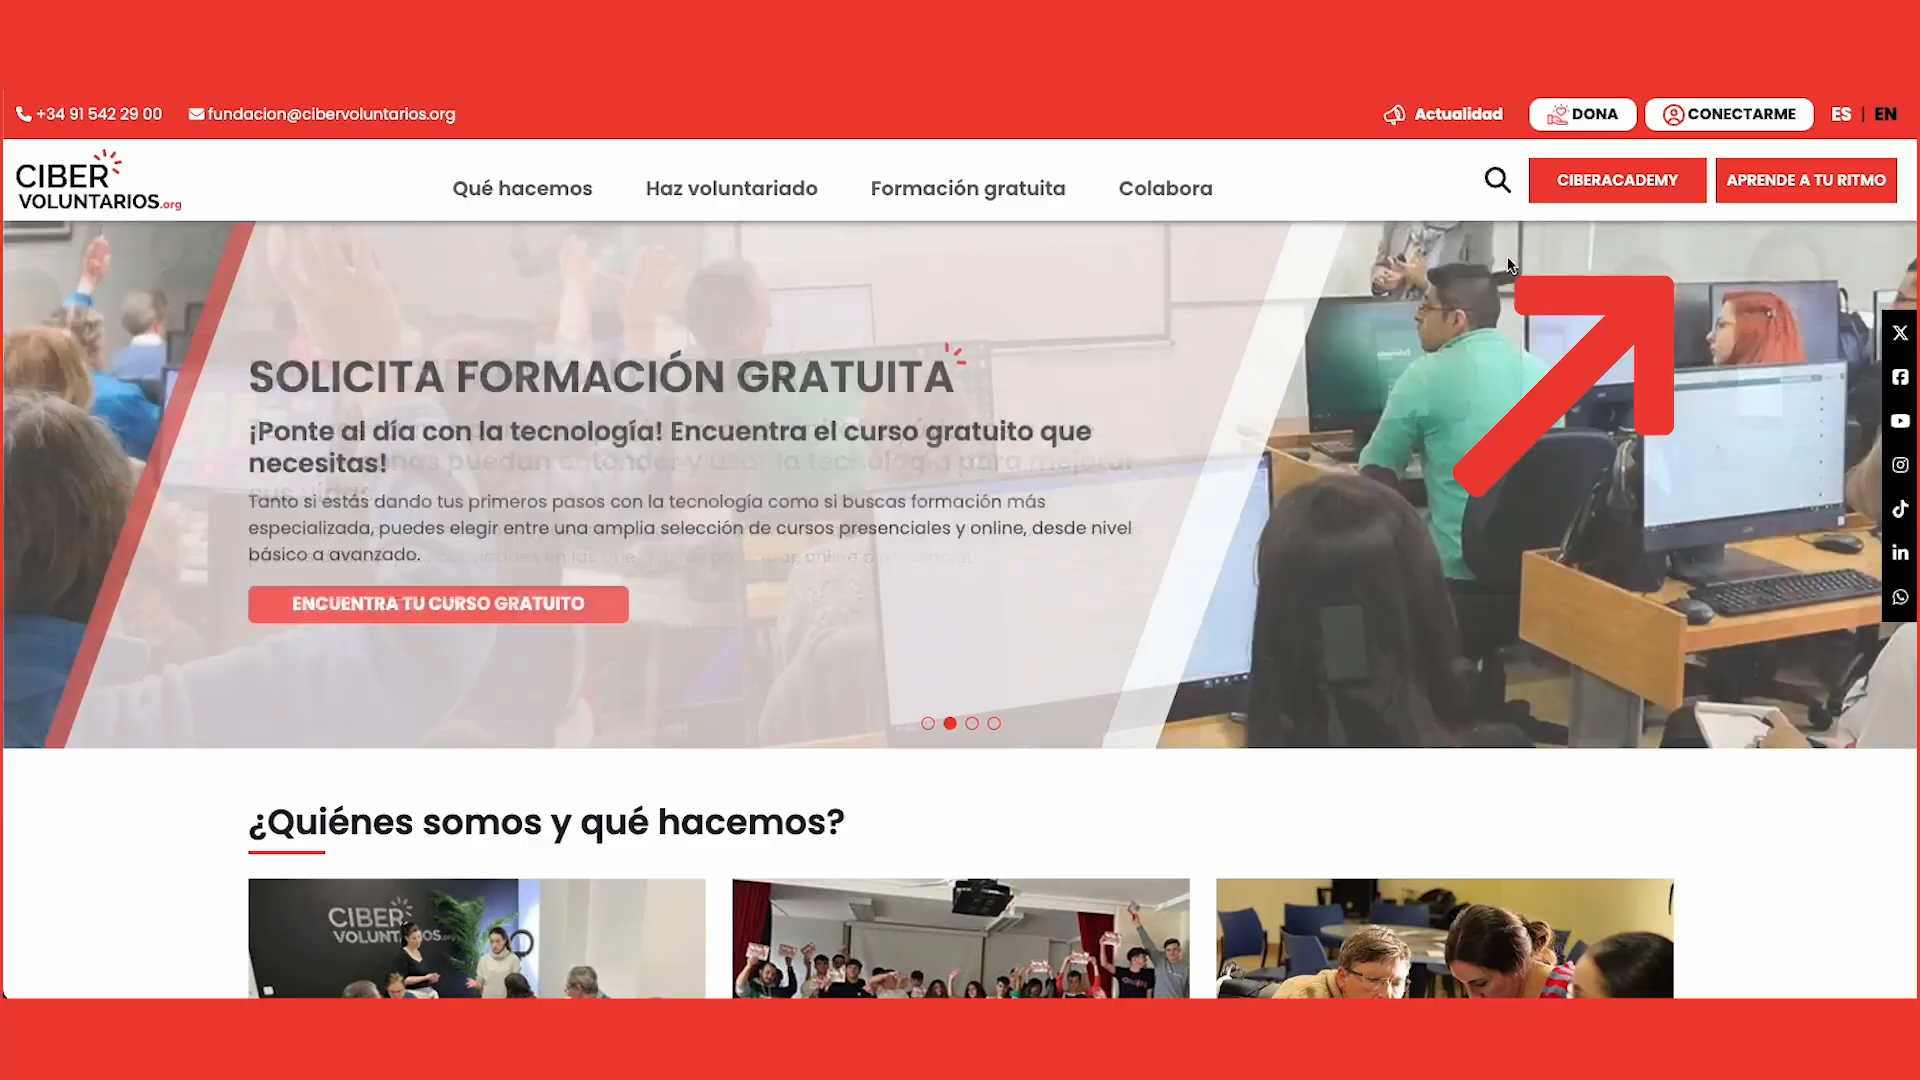 +34 91 542 29 00
fundacion@cibervoluntarios.org
Actualidad
DONA
CONECTARME
ES | EN
CIBER
VOLUNTARIOS.org
Qué hacemos
Haz voluntariado
Formación gratuita
Colabora
CIBERACADEMY
APRENDE A TU RITMO
SOLICITA FORMACIÓN GRATUITA
¡Ponte al día con la tecnología! Encuentra el curso gratuito que
necesitas!
Tanto si estás dando tus primeros pasos con la tecnología como si buscas formación más
especializada, puedes elegir entre una amplia selección de cursos presenciales y online, desde nivel
básico a avanzado.
ENCUENTRA TU CURSO GRATUITO
¿Quiénes somos y qué hacemos?
CIBER
VOLUNTARIOS.org